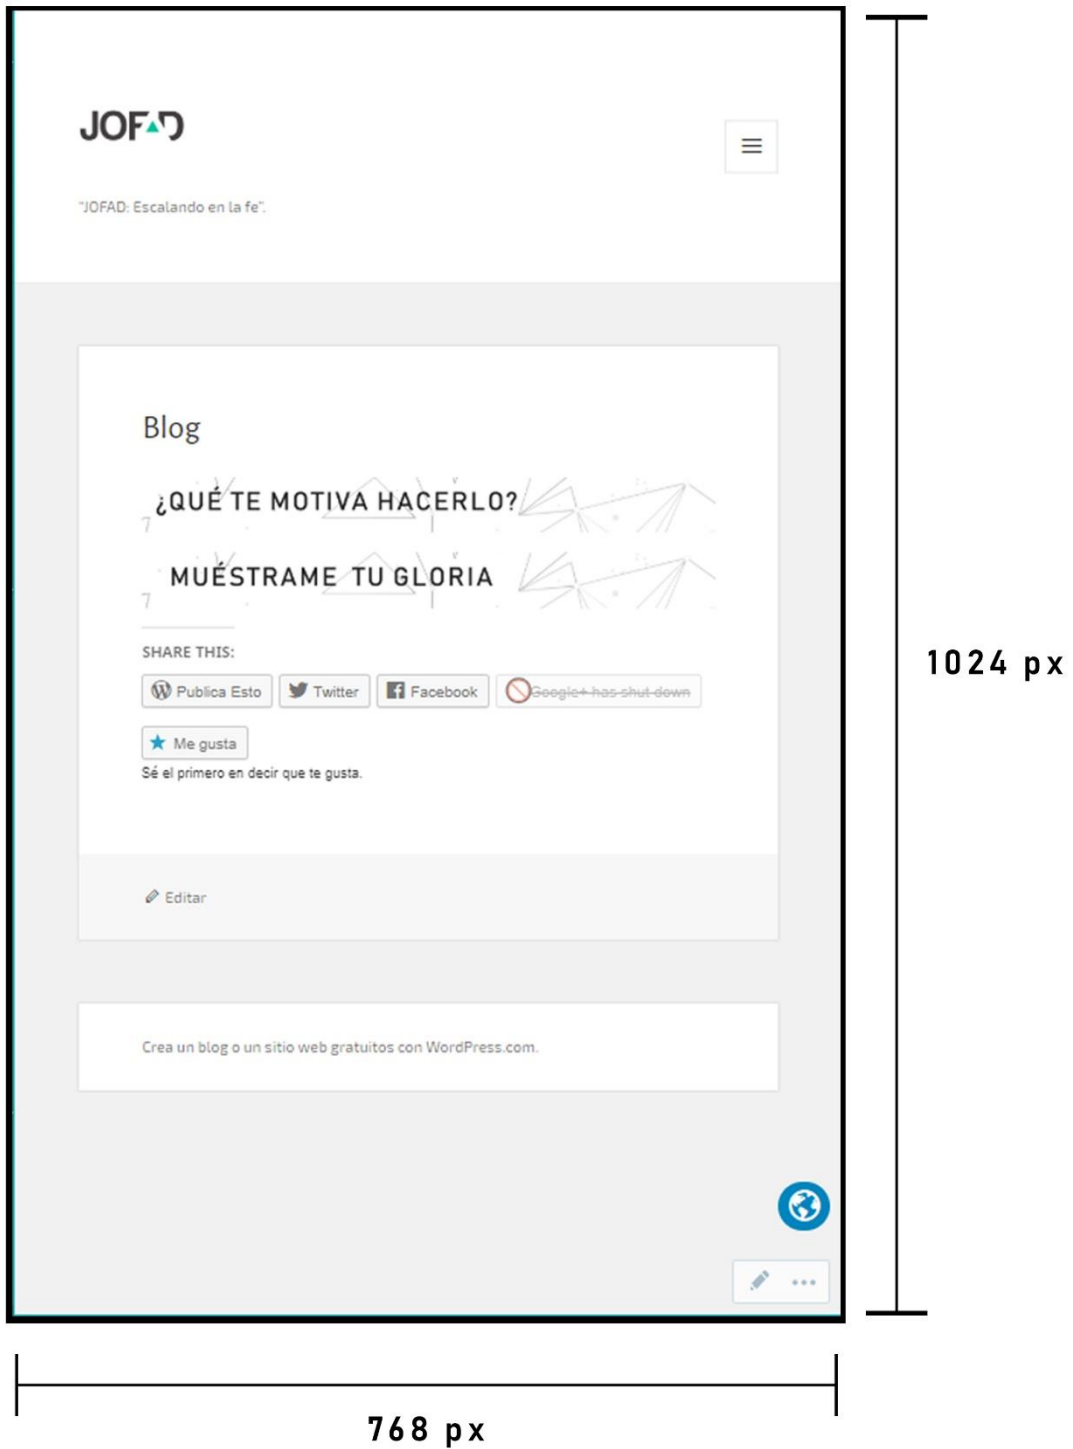 JOFAD
"JOFAD: Escalando en la fe".
Blog
¿QUÉ TE MOTIVA HACERLO?
MUÉSTRAME TU GLORIA
SHARE THIS:
Publica Esto Twitter Facebook Google+ has shut down
Me gusta
Sé el primero en decir que te gusta.
Editar
Crea un blog o un sitio web gratuitos con WordPress.com.
1024 px
768 px